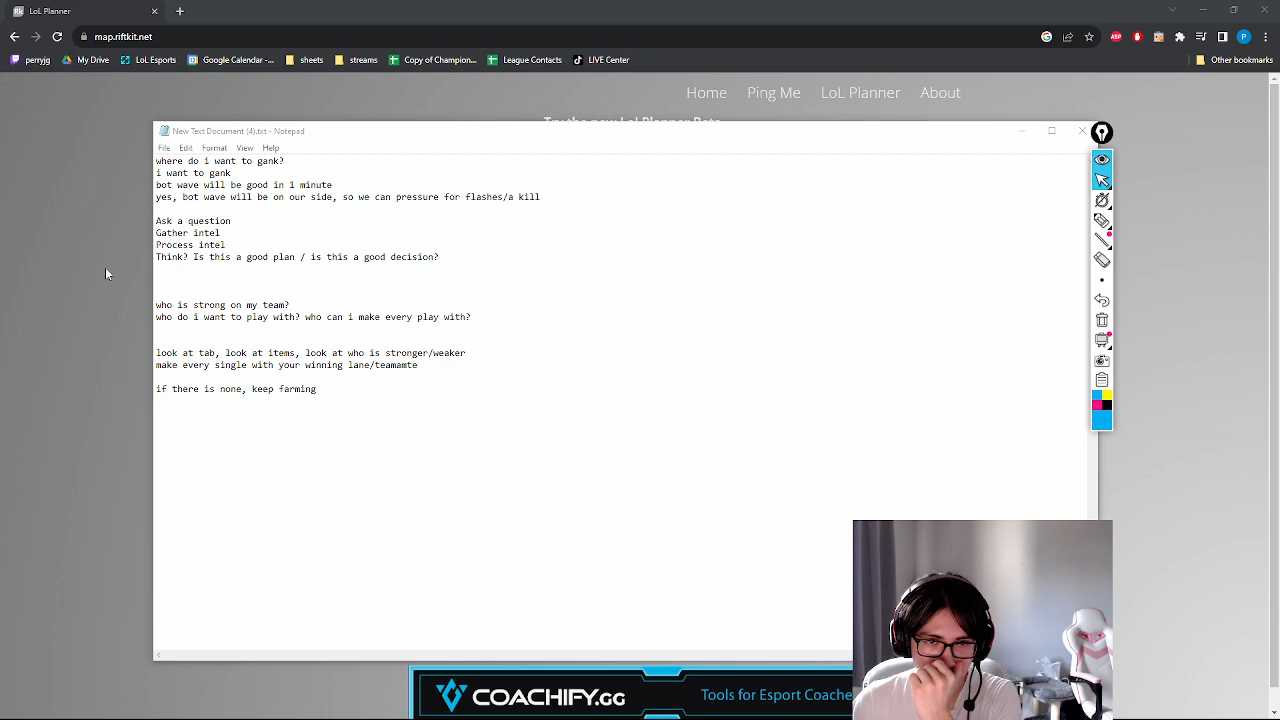 LoL Planner
map.riftkit.net
perryjg
My Drive
LoL Esports
Google Calendar -...
sheets
streams
Copy of Champion...
League Contacts
LIVE Center
Other bookmarks
Home Ping Me LoL Planner About
Try the new LoL Planner Beta
New Text Document (4).txt - Notepad
File Edit Format View Help
where do i want to gank?
i want to gank
bot wave will be good in 1 minute
yes, bot wave will be on our side, so we can pressure for flashes/a kill
Ask a question
Gather intel
Process intel
Think? Is this a good plan / is this a good decision?
who is strong on my team?
who do i want to play with? who can i make every play with?
look at tab, look at items, look at who is stronger/weaker
make every single with your winning lane/teamamte
if there is none, keep farming
COACHIFY.GG
Tools for Esport Coache